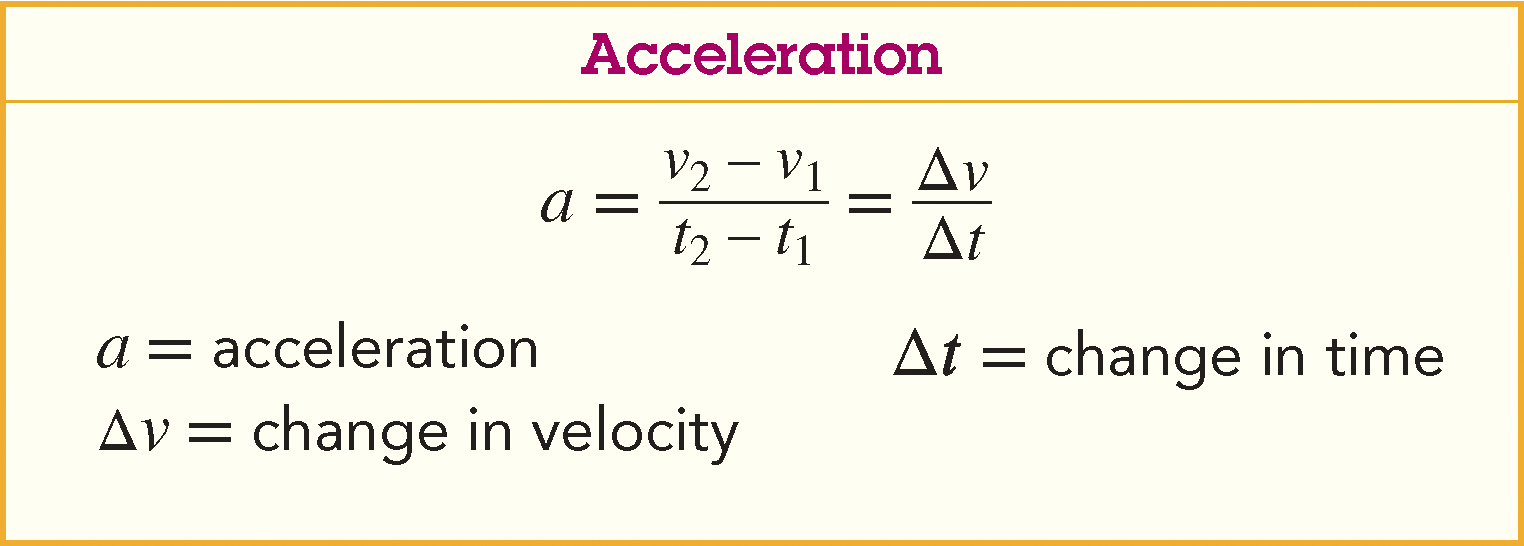 Acceleration
a = v₂ − v₁ / t₂ − t₁ = Δv / Δt
a = acceleration
Δt = change in time
Δv = change in velocity